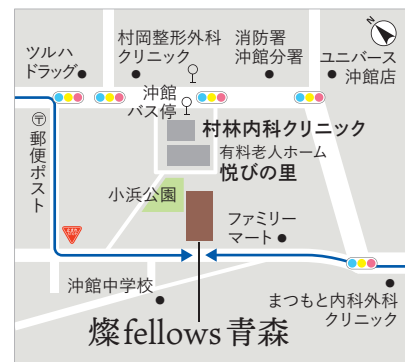 ツルハ
ドラッグ
村岡整形外科
クリニック
消防署
沖館分署
ユニバース
沖館店
N
沖館
バス停
〒
郵便ポスト
村林内科クリニック
有料老人ホーム
悦びの里
小浜公園
ファミリー
マート
沖館中学校
まつもと内科外科
クリニック
燦fellows青森